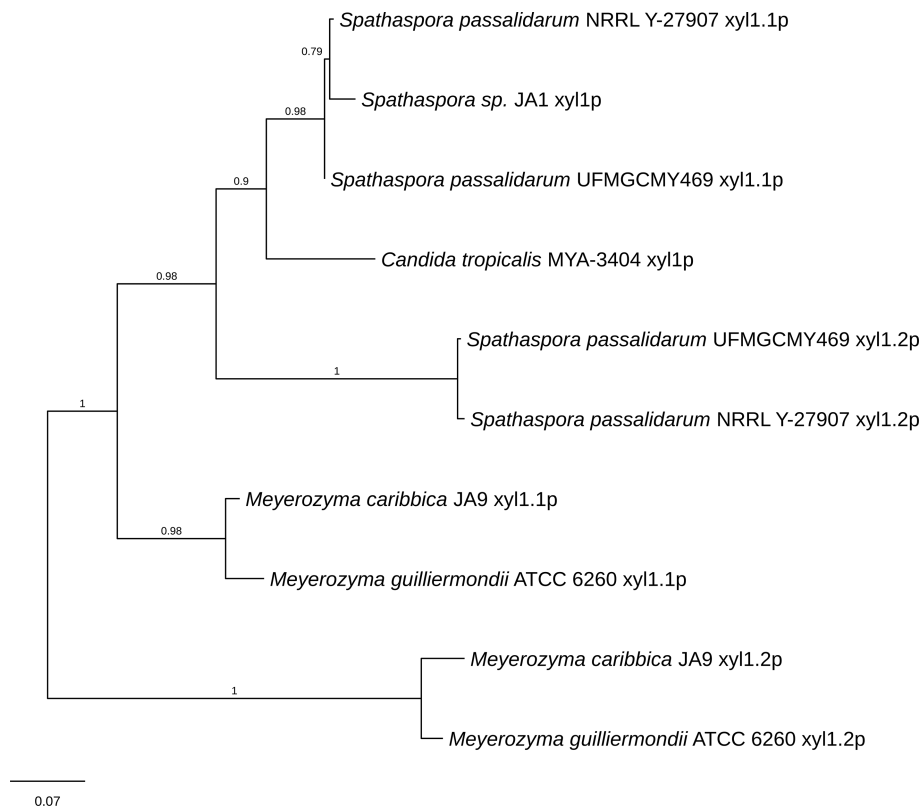 Spathaspora passalidarum NRRL Y-27907 xyl1.1p
0.79
Spathaspora sp. JA1 xyl1p
0.98
Spathaspora passalidarum UFMGCMY469 xyl1.1p
0.9
Candida tropicalis MYA-3404 xyl1p
0.98
Spathaspora passalidarum UFMGCMY469 xyl1.2p
1
Spathaspora passalidarum NRRL Y-27907 xyl1.2p
1
Meyerozyma caribbica JA9 xyl1.1p
0.98
Meyerozyma guilliermondii ATCC 6260 xyl1.1p
Meyerozyma caribbica JA9 xyl1.2p
1
Meyerozyma guilliermondii ATCC 6260 xyl1.2p
0.07